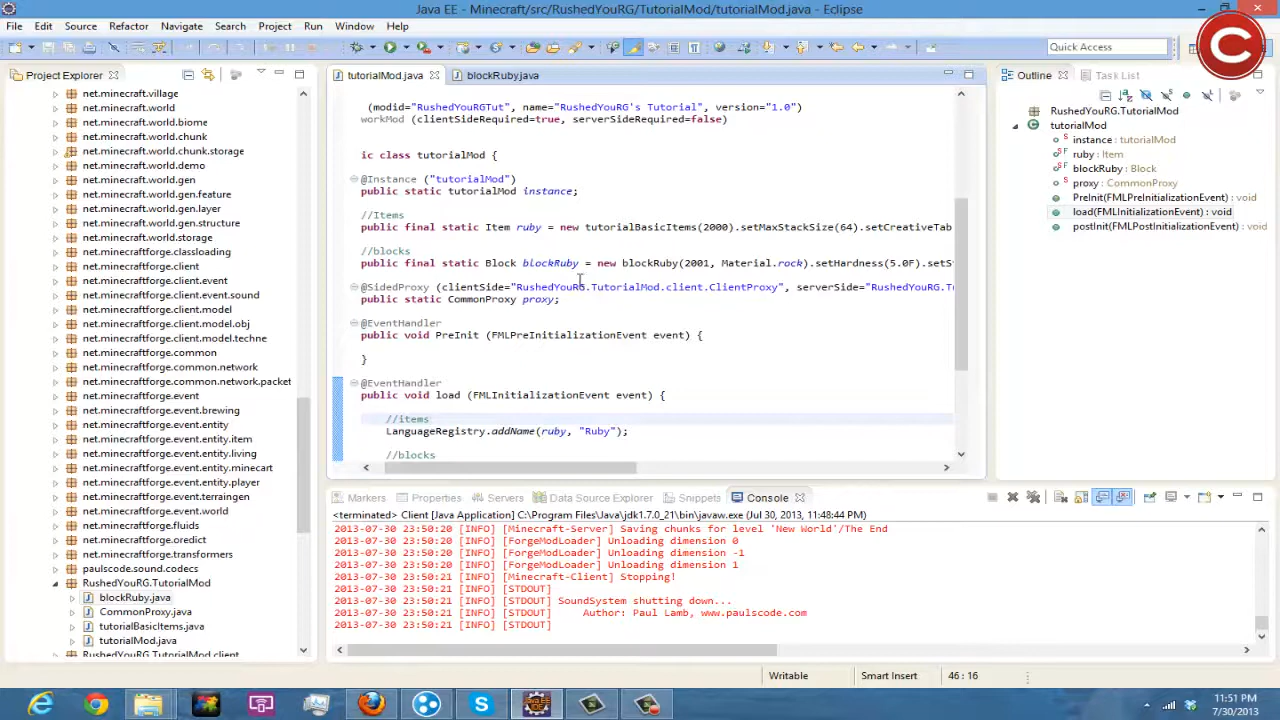 Java EE - Minecraft/src/RushedYouRG/TutorialMod/tutorialMod.java - Eclipse
File Edit Source Refactor Navigate Search Project Run Window Help
Quick Access
Project Explorer
net.minecraft.village
net.minecraft.world
net.minecraft.world.biome
net.minecraft.world.chunk
net.minecraft.world.chunk.storage
net.minecraft.world.demo
net.minecraft.world.gen
net.minecraft.world.gen.feature
net.minecraft.world.gen.layer
net.minecraft.world.gen.structure
net.minecraft.world.storage
net.minecraftforge.classloading
net.minecraftforge.client
net.minecraftforge.client.event
net.minecraftforge.client.event.sound
net.minecraftforge.client.model
net.minecraftforge.client.model.obj
net.minecraftforge.client.model.techne
net.minecraftforge.common
net.minecraftforge.common.network
net.minecraftforge.common.network.packet
net.minecraftforge.event
net.minecraftforge.event.brewing
net.minecraftforge.event.entity
net.minecraftforge.event.entity.item
net.minecraftforge.event.entity.living
net.minecraftforge.event.entity.minecart
net.minecraftforge.event.entity.player
net.minecraftforge.event.terraingen
net.minecraftforge.event.world
net.minecraftforge.fluids
net.minecraftforge.oredict
net.minecraftforge.transformers
paulscode.sound.codecs
RushedYouRG.TutorialMod
blockRuby.java
CommonProxy.java
tutorialBasicItems.java
tutorialMod.java
RushedYouRG.TutorialMod.client
tutorialMod.java blockRuby.java
(modid="RushedYouRGTut", name="RushedYouRG's Tutorial", version="1.0")
workMod (clientSideRequired=true, serverSideRequired=false)
ic class tutorialMod {
@Instance ("tutorialMod")
public static tutorialMod instance;
//Items
public final static Item ruby = new tutorialBasicItems(2000).setMaxStackSize(64).setCreativeTab
//blocks
public final static Block blockRuby = new blockRuby(2001, Material.rock).setHardness(5.0F).setS
@SidedProxy (clientSide="RushedYouRG.TutorialMod.client.ClientProxy", serverSide="RushedYouRG.T
public static CommonProxy proxy;
@EventHandler
public void PreInit (FMLPreInitializationEvent event) {
}
@EventHandler
public void load (FMLInitializationEvent event) {
//items
LanguageRegistry.addName(ruby, "Ruby");
//blocks
Outline Task List
RushedYouRG.TutorialMod
tutorialMod
instance : tutorialMod
ruby : Item
blockRuby : Block
proxy : CommonProxy
PreInit(FMLPreInitializationEvent) : void
load(FMLInitializationEvent) : void
postInit(FMLPostInitializationEvent) : void
Markers Properties Servers Data Source Explorer Snippets Console
<terminated> Client [Java Application] C:\Program Files\Java\jdk1.7.0_21\bin\javaw.exe (Jul 30, 2013, 11:48:44 PM)
2013-07-30 23:50:20 [INFO] [Minecraft-Server] Saving chunks for level 'New World'/The End
2013-07-30 23:50:20 [INFO] [ForgeModLoader] Unloading dimension 0
2013-07-30 23:50:20 [INFO] [ForgeModLoader] Unloading dimension -1
2013-07-30 23:50:20 [INFO] [ForgeModLoader] Unloading dimension 1
2013-07-30 23:50:21 [INFO] [Minecraft-Client] Stopping!
2013-07-30 23:50:21 [INFO] [STDOUT]
2013-07-30 23:50:21 [INFO] [STDOUT] SoundSystem shutting down...
2013-07-30 23:50:21 [INFO] [STDOUT] Author: Paul Lamb, www.paulscode.com
2013-07-30 23:50:21 [INFO] [STDOUT]
Writable Smart Insert 46 : 16
11:51 PM
7/30/2013